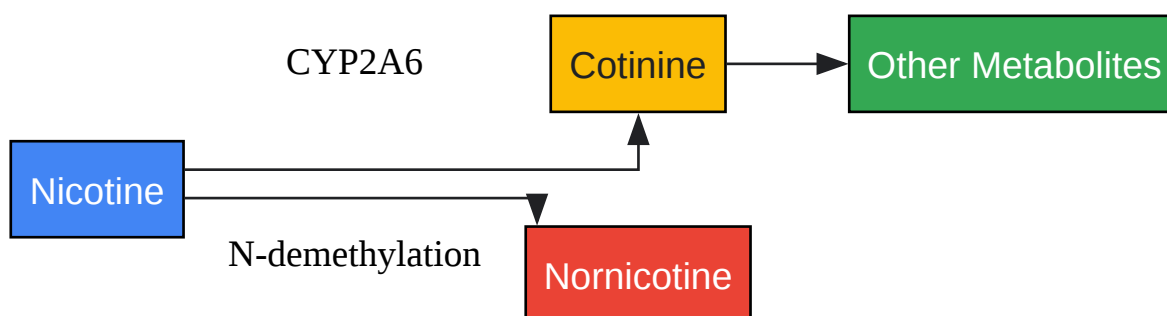 CYP2A6
Cotinine
Other Metabolites
Nicotine
N-demethylation
Nornicotine